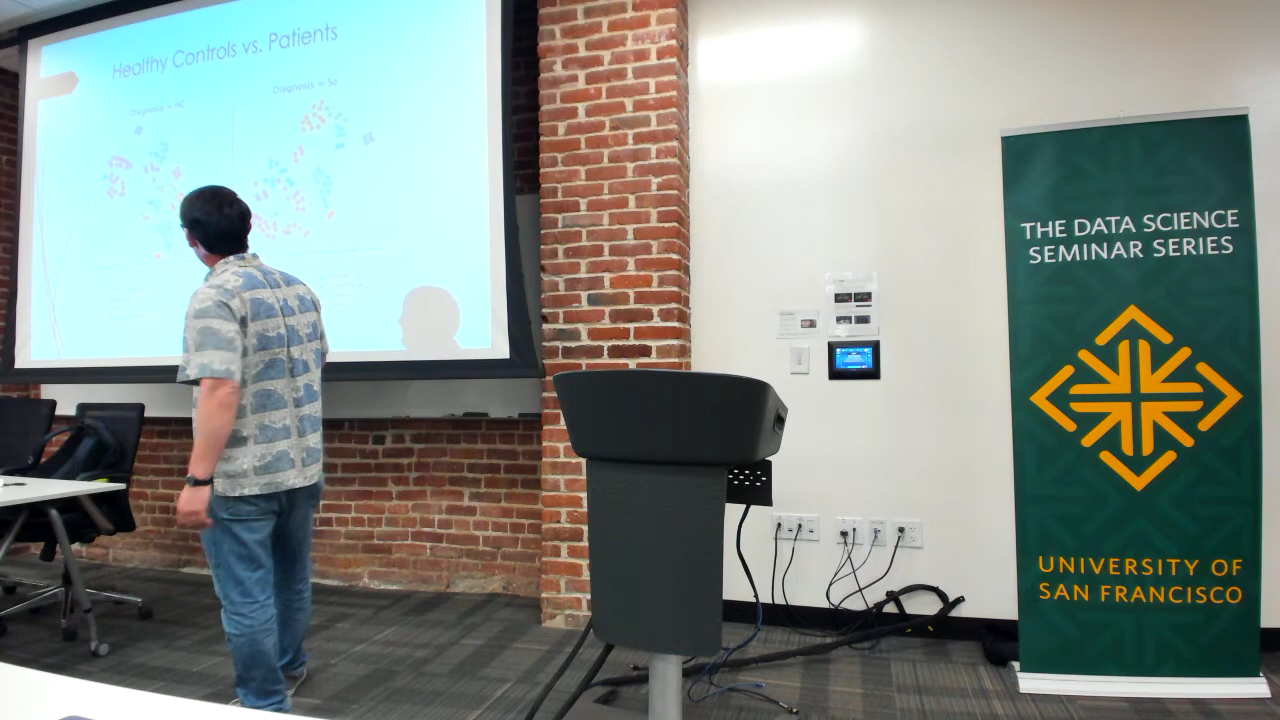 Healthy Controls vs. Patients
Diagnosis = HC
Diagnosis = Sz
THE DATA SCIENCE
SEMINAR SERIES
UNIVERSITY OF
SAN FRANCISCO